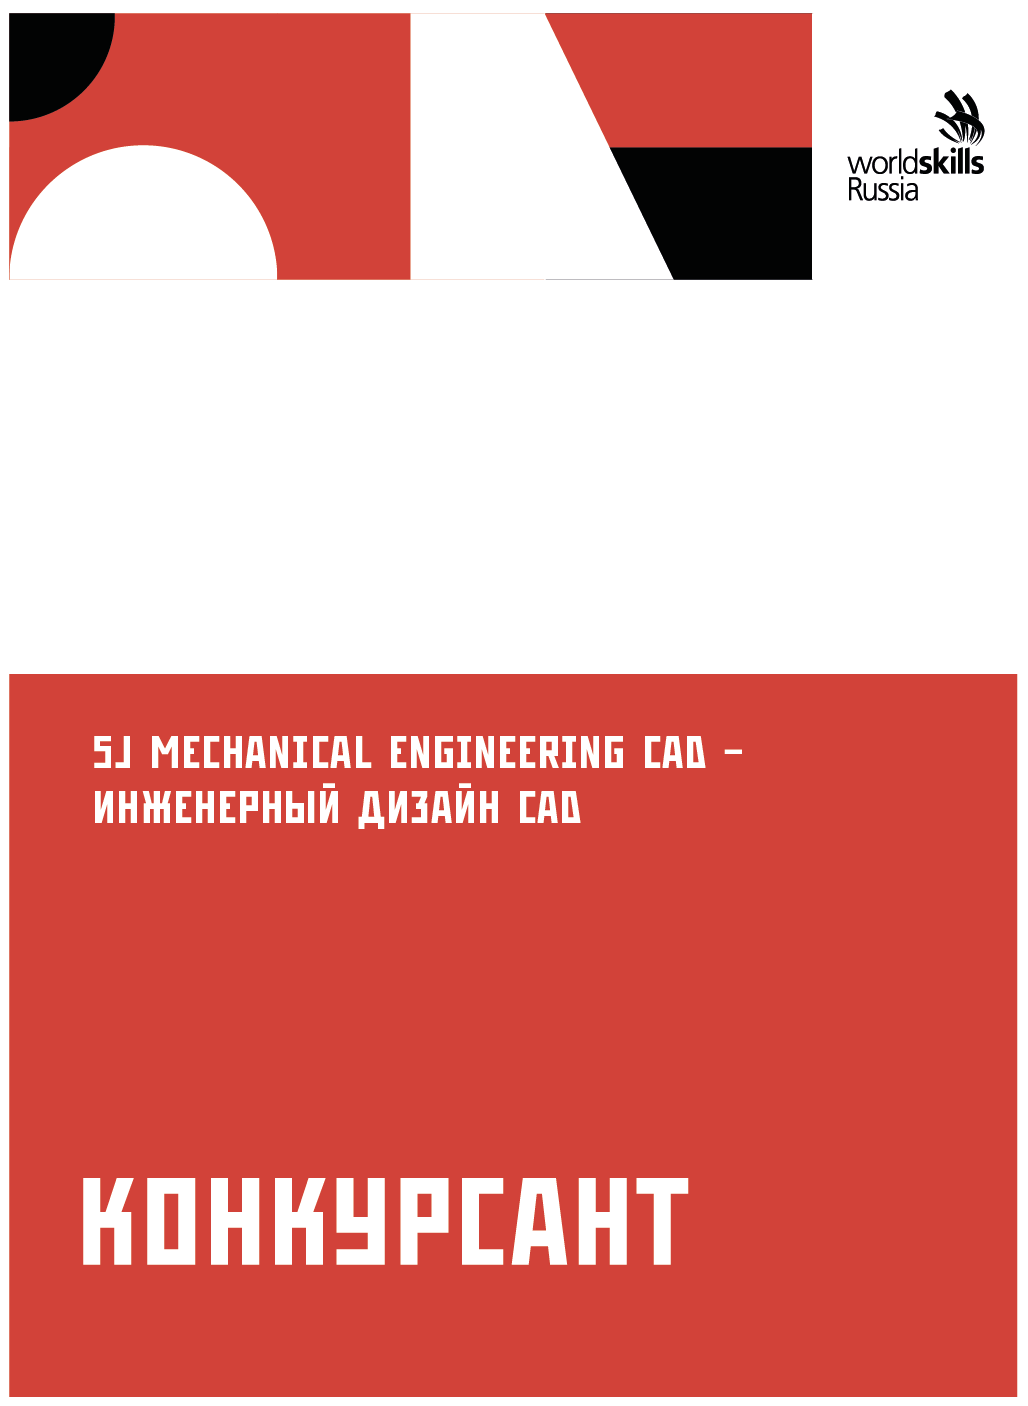 worldskills
Russia
5J MECHANICAL ENGINEERING CAD –
ИНЖЕНЕРНЫЙ ДИЗАЙН CAD
КОНКУРСАНТ